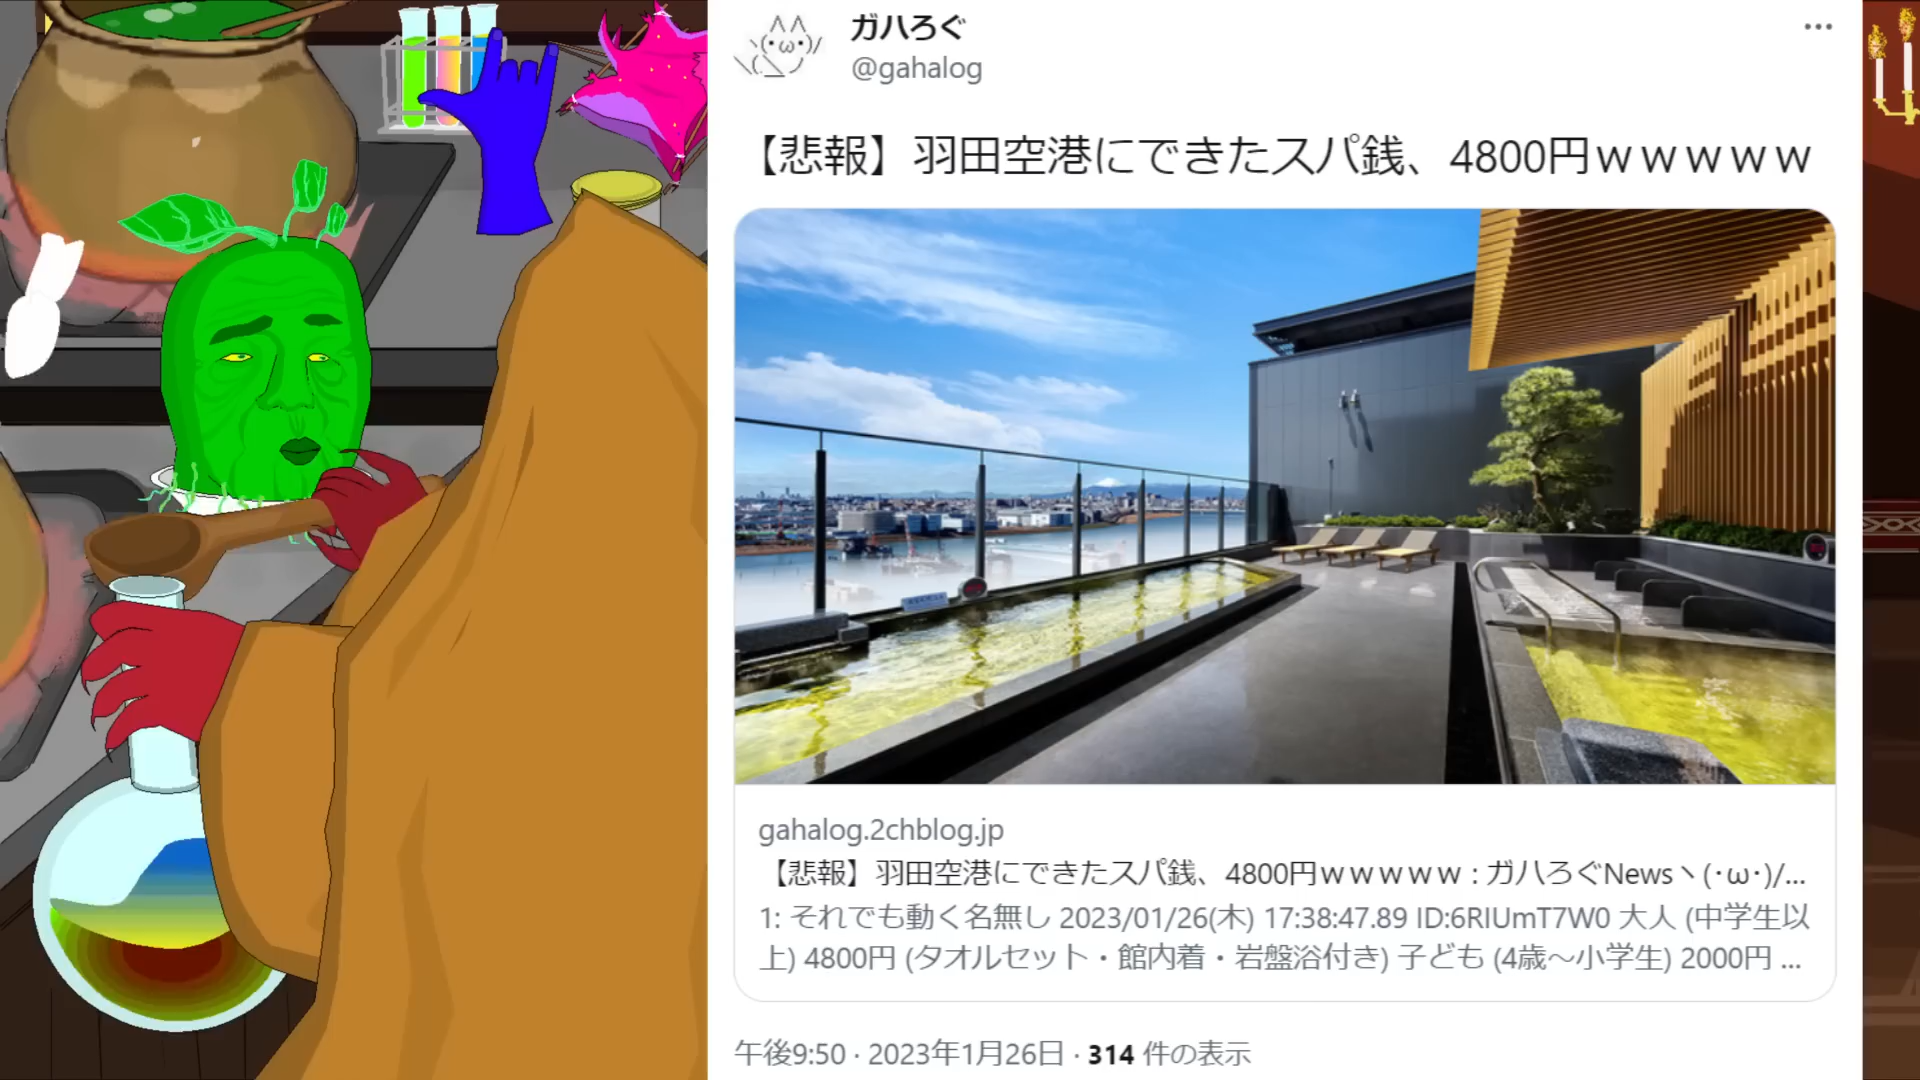 ガハろぐ
@gahalog
【悲報】羽田空港にできたスパ銭、4800円ｗｗｗｗｗ
gahalog.2chblog.jp
【悲報】羽田空港にできたスパ銭、4800円ｗｗｗｗｗ : ガハろぐNewsヽ(･ω･)/...
1: それでも動く名無し 2023/01/26(木) 17:38:47.89 ID:6RIUmT7W0 大人 (中学生以
上) 4800円 (タオルセット・館内着・岩盤浴付き) 子ども (4歳～小学生) 2000円 ...
午後9:50 · 2023年1月26日 · 314 件の表示